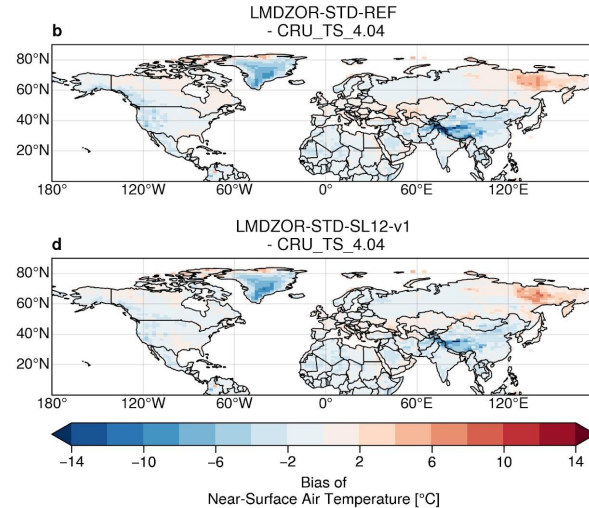 LMDZOR-STD-REF
- CRU_TS_4.04
b
80°N
60°N
40°N
20°N
180° 120°W 60°W 0° 60°E 120°E
LMDZOR-STD-SL12-v1
- CRU_TS_4.04
d
80°N
60°N
40°N
20°N
180° 120°W 60°W 0° 60°E 120°E
−14 −10 −6 −2 2 6 10 14
Bias of
Near-Surface Air Temperature [°C]